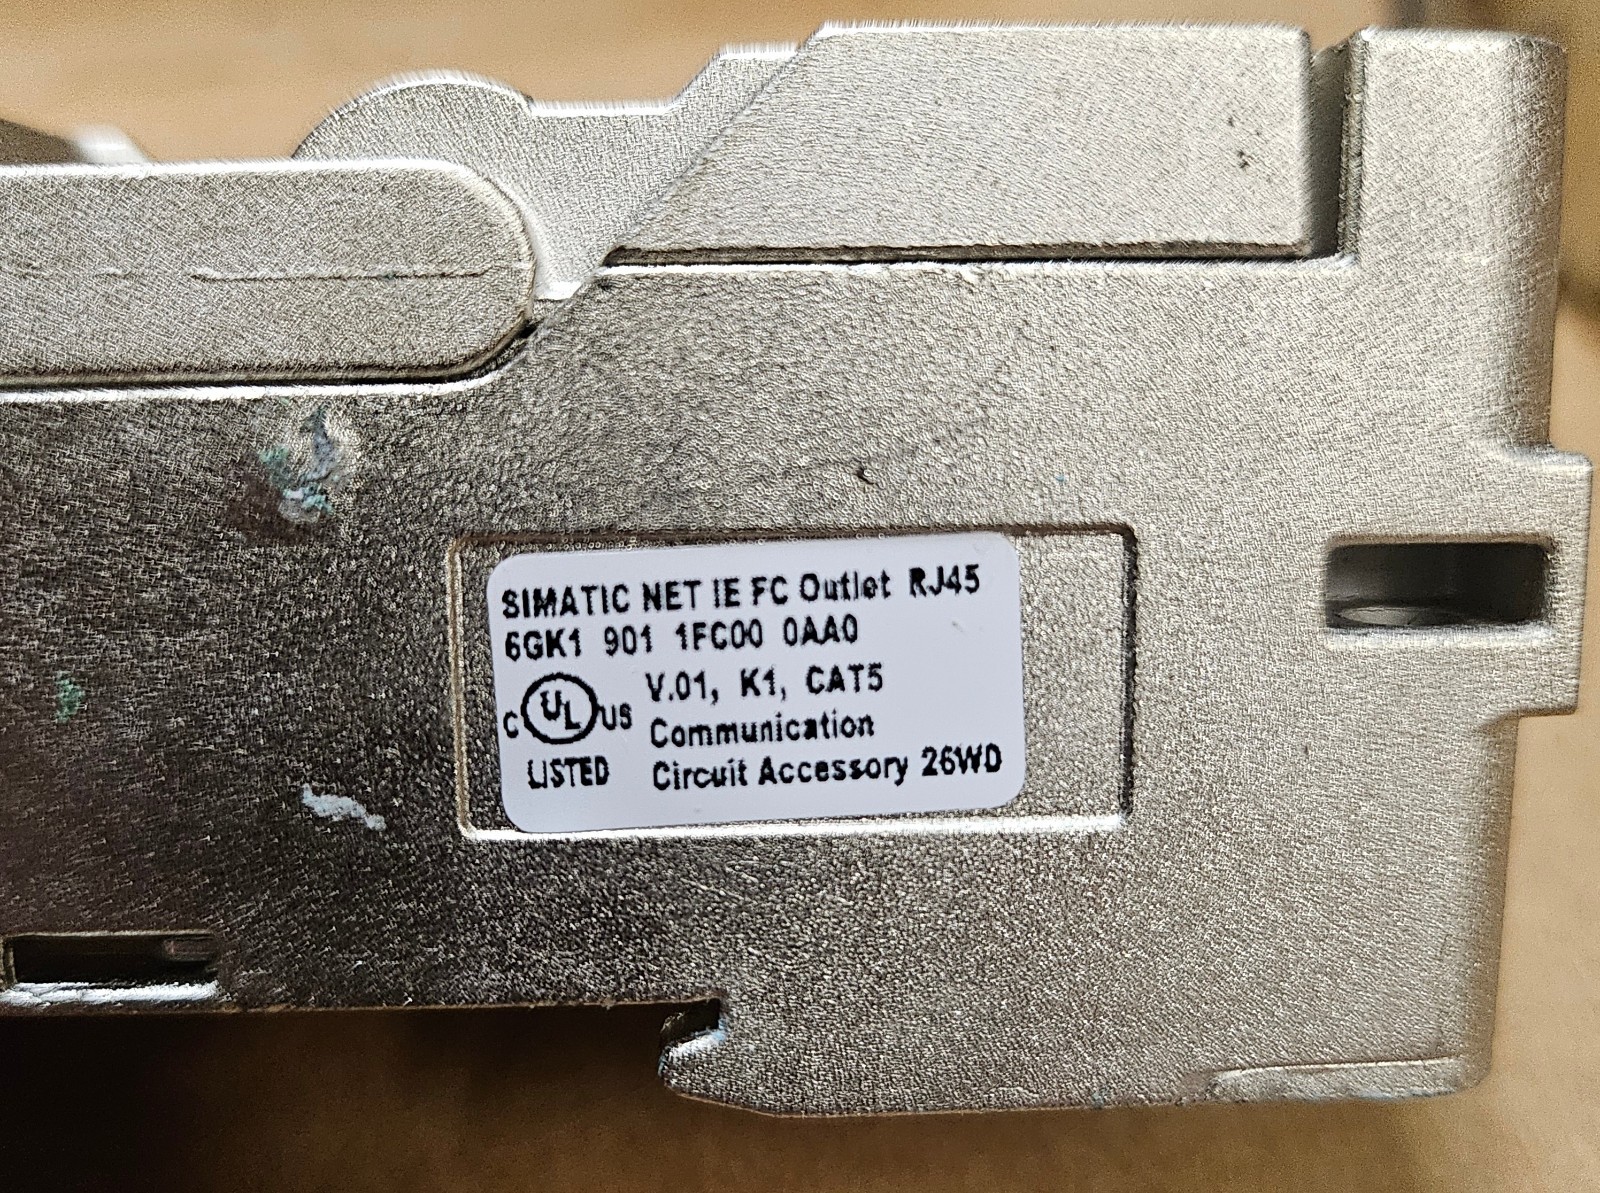 SIMATIC NET IE FC Outlet RJ45
6GK1 901 1FC00 0AA0
C UL US V.01, K1, CAT5
Communication
LISTED Circuit Accessory 26WD